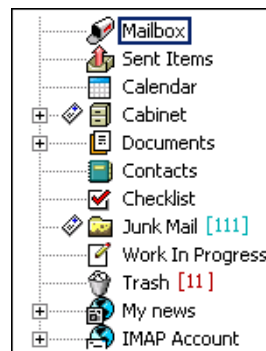 Mailbox
Sent Items
Calendar
Cabinet
Documents
Contacts
Checklist
Junk Mail [111]
Work In Progress
Trash [11]
My news
IMAP Account